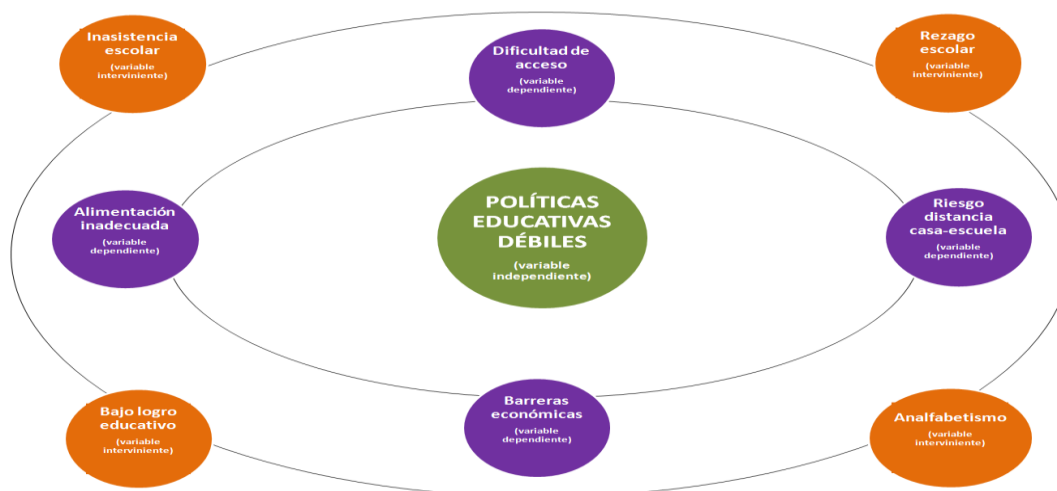 Inasistencia
escolar
(variable
interviniente)
Dificultad de
acceso
(variable
dependiente)
Rezago
escolar
(variable
interviniente)
Alimentación
inadecuada
(variable
dependiente)
POLÍTICAS
EDUCATIVAS
DÉBILES
(variable
independiente)
Riesgo
distancia
casa-escuela
(variable
dependiente)
Bajo logro
educativo
(variable
interviniente)
Barreras
económicas
(variable
dependiente)
Analfabetismo
(variable
interviniente)